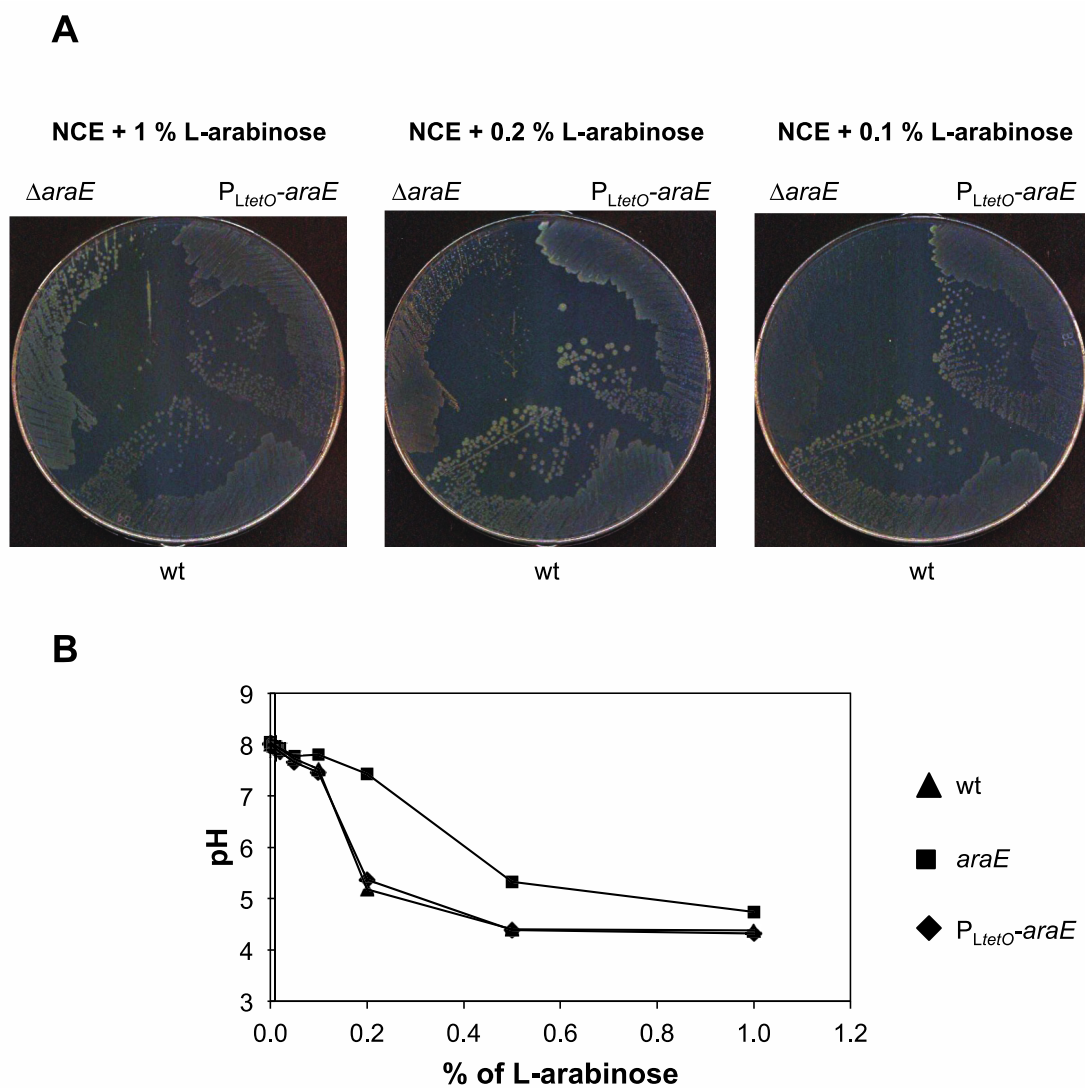 A
NCE + 1 % L-arabinose
NCE + 0.2 % L-arabinose
NCE + 0.1 % L-arabinose
ΔaraE
PLtetO-araE
ΔaraE
PLtetO-araE
ΔaraE
PLtetO-araE
wt
wt
wt
B
9
8
7
6
5
4
3
pH
0.0
0.2
0.4
0.6
0.8
1.0
1.2
% of L-arabinose
wt
araE
PLtetO-araE